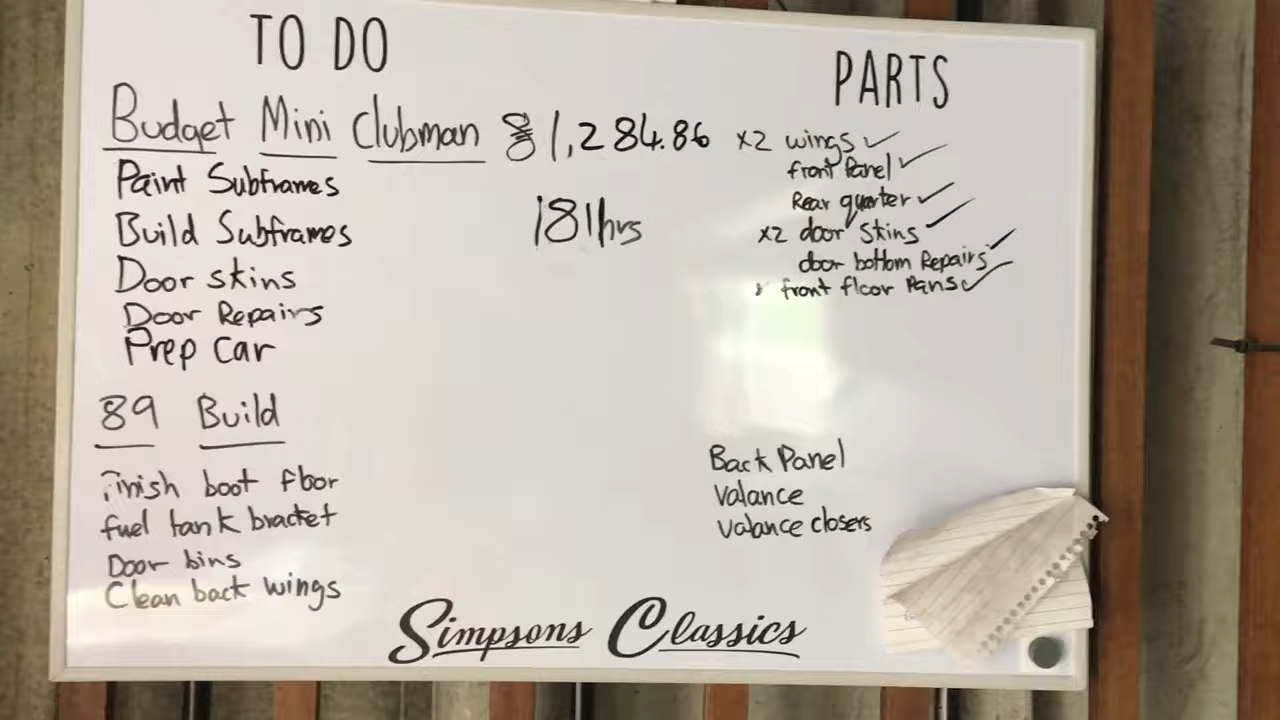 TO DO
PARTS
Budget Mini Clubman 1,284.86
Paint Subframes
Build Subframes
181hrs
Door skins
Door Repairs
Prep car
x2 wings ✓
front Panel ✓
Rear quarter ✓
x2 door skins ✓
door bottom Repairs ✓
front floor Pans ✓
89 Build
Finish boot floor
fuel tank bracket
Door bins
Clean back wings
Back Panel
Valance
Valance closers
Simpsons Classics